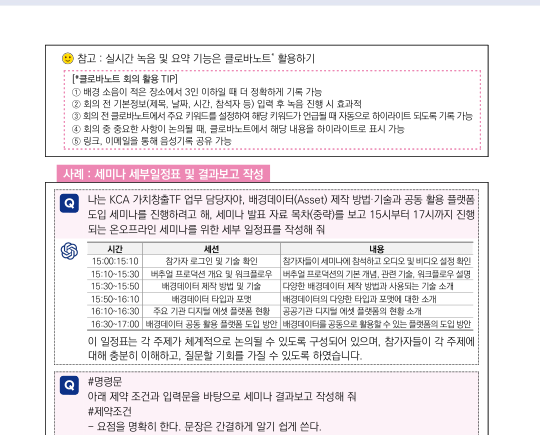 참고 : 실시간 녹음 및 요약 기능은 클로바노트* 활용하기
[*클로바노트 회의 활용 TIP]
① 배경 소음이 적은 장소에서 3인 이하일 때 더 정확하게 기록 가능
② 회의 전 기본정보(제목, 날짜, 시간, 참석자 등) 입력 후 녹음 진행 시 효과적
③ 회의 전 클로바노트에서 주요 키워드를 설정하여 해당 키워드가 언급될 때 자동으로 하이라이트 되도록 기록 가능
④ 회의 중 중요한 사항이 논의될 때, 클로바노트에서 해당 내용을 하이라이트로 표시 가능
⑤ 링크, 이메일을 통해 음성기록 공유 가능
사례 : 세미나 세부일정표 및 결과보고 작성
Q 나는 KCA 가치창출TF 업무 담당자야, 배경데이터(Asset) 제작 방법·기술과 공동 활용 플랫폼
도입 세미나를 진행하려고 해, 세미나 발표 자료 목차(중략)를 보고 15시부터 17시까지 진행
되는 온오프라인 세미나를 위한 세부 일정표를 작성해 줘
시간 세션 내용
15:00:15:10 참가자 로그인 및 기술 확인 참가자들이 세미나에 참석하고 오디오 및 비디오 설정 확인
15:10-15:30 버추얼 프로덕션 개요 및 워크플로우 버추얼 프로덕션의 기본 개념, 관련 기술, 워크플로우 설명
15:30-15:50 배경데이터 제작 방법 및 기술 다양한 배경데이터 제작 방법과 사용되는 기술 소개
15:50-16:10 배경데이터 타입과 포맷 배경데이터의 다양한 타입과 포맷에 대한 소개
16:10-16:30 주요 기관 디지털 에셋 플랫폼 현황 공공기관 디지털 에셋 플랫폼의 현황 소개
16:30-17:00 배경데이터 공동 활용 플랫폼 도입 방안 배경데이터를 공동으로 활용할 수 있는 플랫폼의 도입 방안
이 일정표는 각 주제가 체계적으로 논의될 수 있도록 구성되어 있으며, 참가자들이 각 주제에
대해 충분히 이해하고, 질문할 기회를 가질 수 있도록 하였습니다.
Q #명령문
아래 제약 조건과 입력문을 바탕으로 세미나 결과보고 작성해 줘
#제약조건
- 요점을 명확히 한다. 문장은 간결하게 알기 쉽게 쓴다.